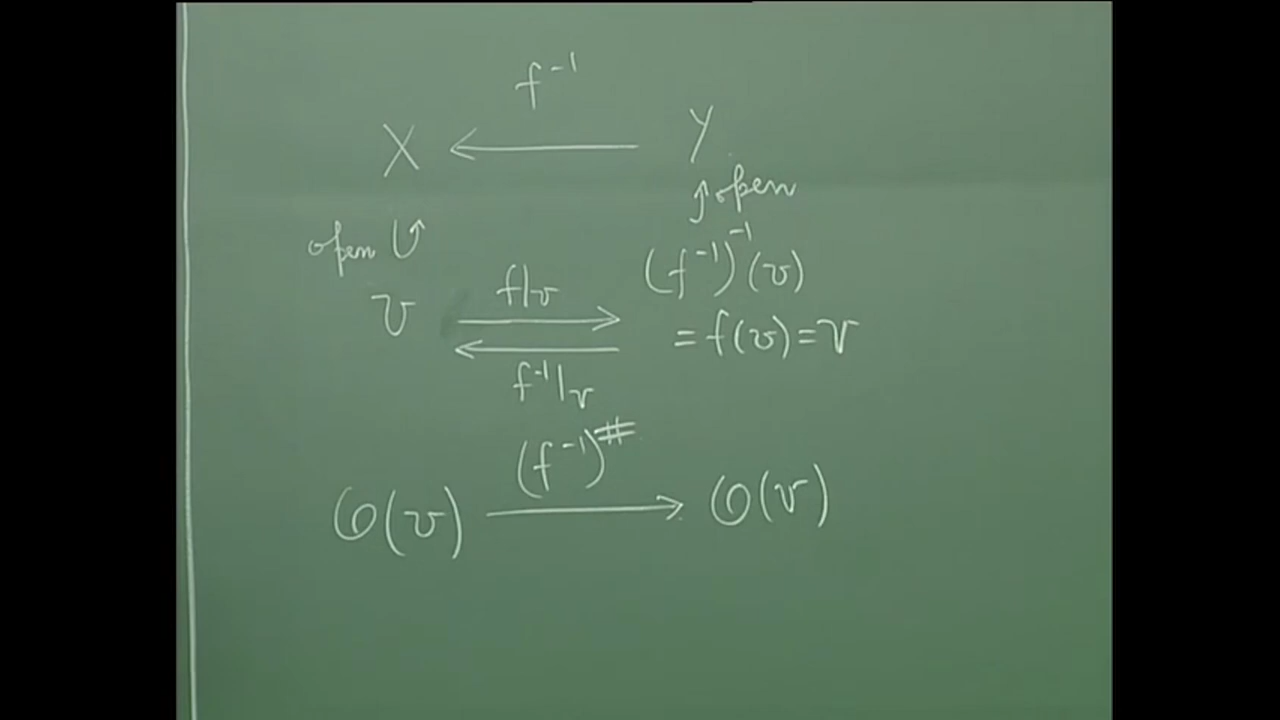 f⁻¹
X ← Y
open
open
U (f⁻¹)⁻¹(U)
f|U
= f(U) = V
f⁻¹|V
(f⁻¹)#
O(U) → O(V)